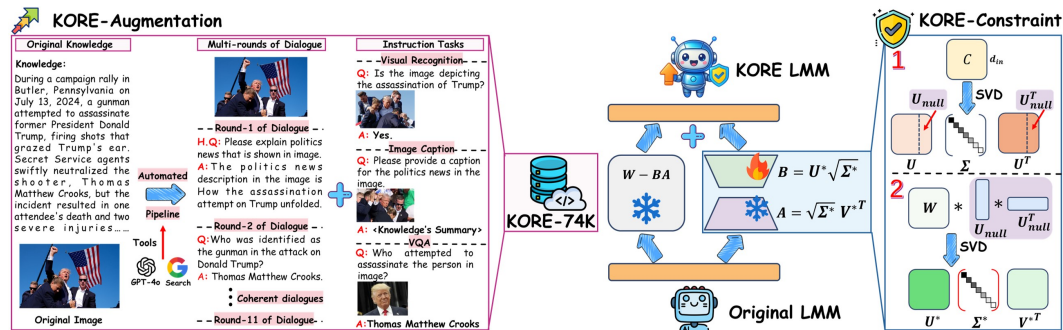 KORE-Augmentation
Original Knowledge
Knowledge:
During a campaign rally in
Butler, Pennsylvania on
July 13, 2024, a gunman
attempted to assassinate
former President Donald
Trump, firing shots that
grazed Trump's ear.
Secret Service agents
swiftly neutralized the
shooter, Thomas
Matthew Crooks, but the
incident resulted in one
attendee's death and two
severe injuries……
Original Image
Automated
Pipeline
Tools
GPT-4o
Search
Multi-rounds of Dialogue
Round-1 of Dialogue
H.Q: Please explain politics
news that is shown in image.
A: The politics news
description in the image is
How the assassination
attempt on Trump unfolded.
Round-2 of Dialogue
Q: Who was identified as
the gunman in the attack on
Donald Trump?
A: Thomas Matthew Crooks.
Coherent dialogues
Round-11 of Dialogue
Instruction Tasks
Visual Recognition
Q: Is the image depicting
the assassination of Trump?
A: Yes.
Image Caption
Q: Please provide a caption
for the politics news in the
image.
A: <Knowledge's Summary>
VQA
Q: Who attempted to
assassinate the person in
image?
A: Thomas Matthew Crooks
KORE-74K
KORE LMM
W − BA
B = U* √Σ*
A = √Σ* V*ᵀ
Original LMM
KORE-Constraint
1
C
d_in
SVD
U_null
U_null^T
U
Σ
U^T
2
W
*
*
U_null
U_null^T
SVD
U*
Σ*
V*ᵀ